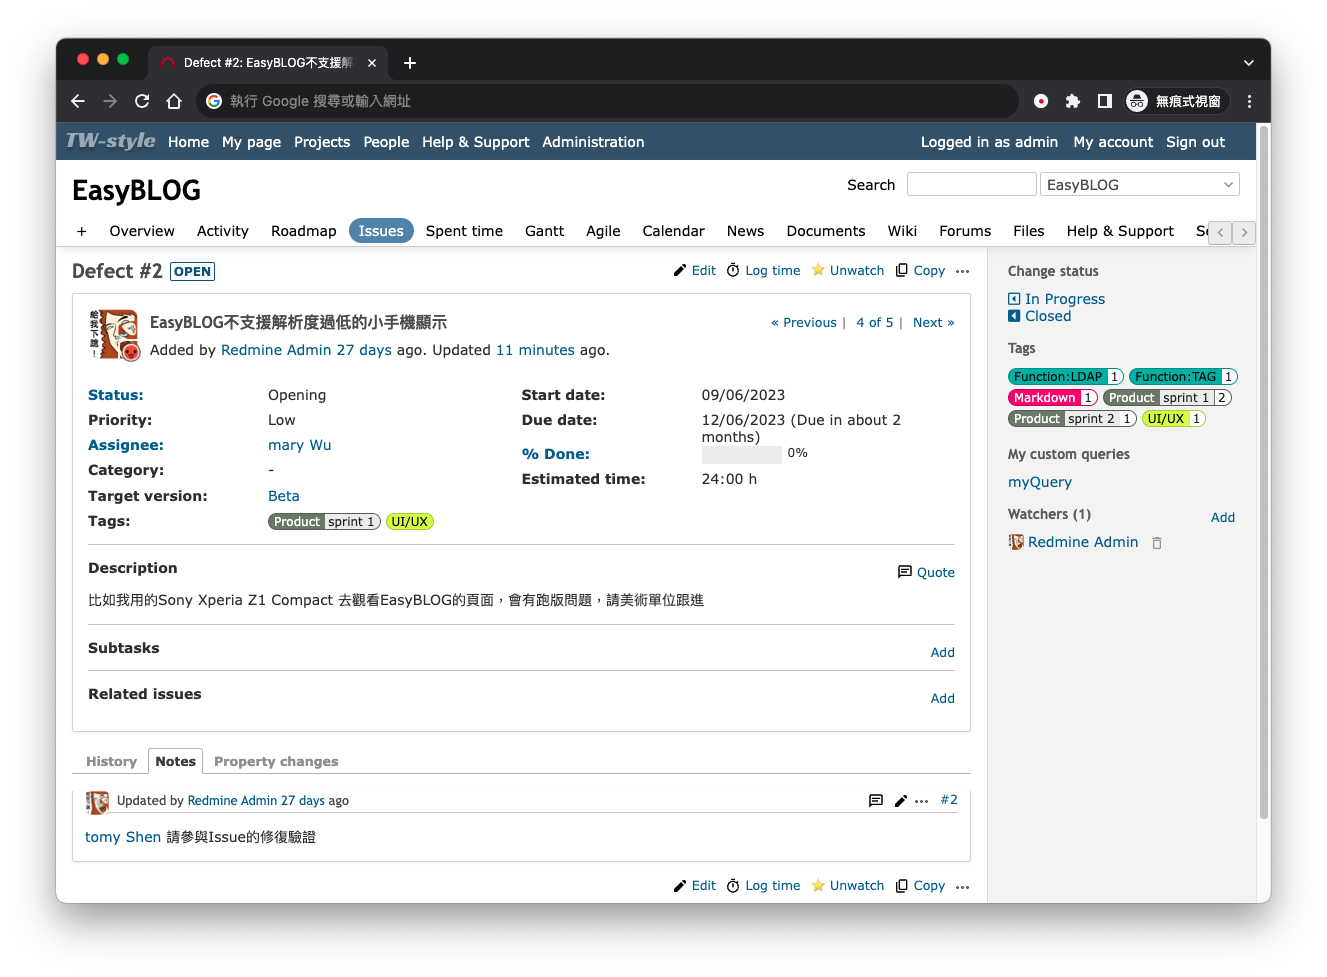 Defect #2: EasyBLOG不支援解
執行 Google 搜尋或輸入網址
無痕式視窗
TW-style Home My page Projects People Help & Support Administration Logged in as admin My account Sign out
EasyBLOG
Search EasyBLOG
+ Overview Activity Roadmap Issues Spent time Gantt Agile Calendar News Documents Wiki Forums Files Help & Support
Defect #2 OPEN
Edit Log time Unwatch Copy ...
給我下跪!
EasyBLOG不支援解析度過低的小手機顯示
« Previous | 4 of 5 | Next »
Added by Redmine Admin 27 days ago. Updated 11 minutes ago.
Status: Opening
Priority: Low
Assignee: mary Wu
Category: -
Target version: Beta
Tags: Product sprint 1 UI/UX
Start date: 09/06/2023
Due date: 12/06/2023 (Due in about 2
months)
% Done: 0%
Estimated time: 24:00 h
Description
Quote
比如我用的Sony Xperia Z1 Compact 去觀看EasyBLOG的頁面，會有跑版問題，請美術單位跟進
Subtasks
Add
Related issues
Add
History Notes Property changes
Updated by Redmine Admin 27 days ago
... #2
tomy Shen 請參與Issue的修復驗證
Edit Log time Unwatch Copy ...
Change status
In Progress
Closed
Tags
Function:LDAP 1 Function:TAG 1
Markdown 1 Product sprint 1 2
Product sprint 2 1 UI/UX 1
My custom queries
myQuery
Watchers (1)
Add
Redmine Admin